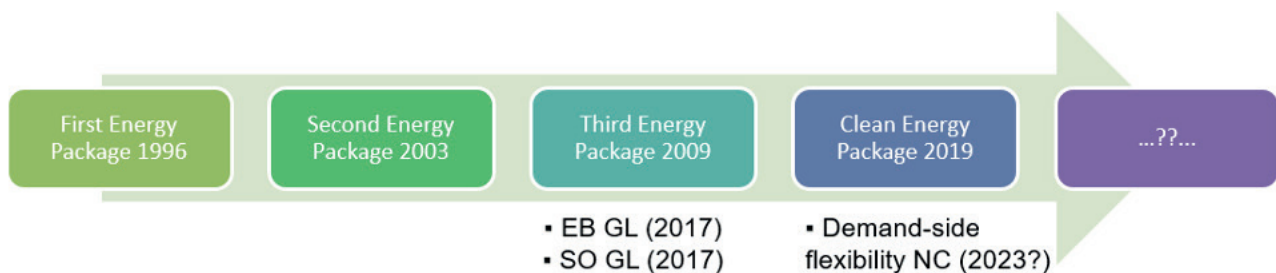 First Energy
Package 1996
Second Energy
Package 2003
Third Energy
Package 2009
Clean Energy
Package 2019
...??...
▪ EB GL (2017)
▪ SO GL (2017)
▪ Demand-side
flexibility NC (2023?)